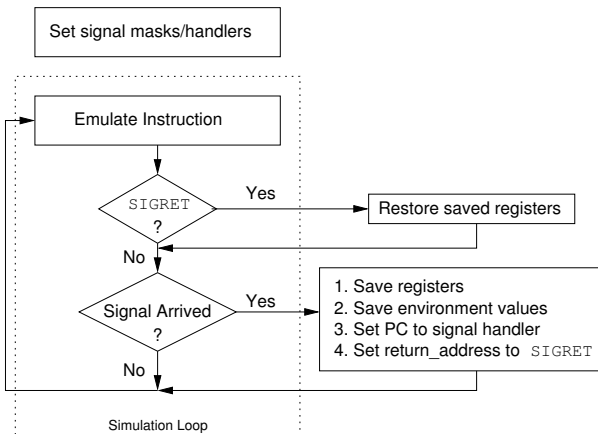 Set signal masks/handlers
Emulate Instruction
SIGRET
?
Yes
Restore saved registers
No
Signal Arrived
?
Yes
1. Save registers
2. Save environment values
3. Set PC to signal handler
4. Set return_address to SIGRET
No
Simulation Loop